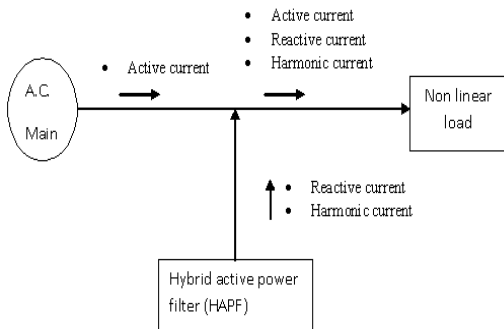 • Active current
• Reactive current
• Harmonic current
• Active current
A.C.
Main
Non linear
load
• Reactive current
• Harmonic current
Hybrid active power
filter (HAPF)